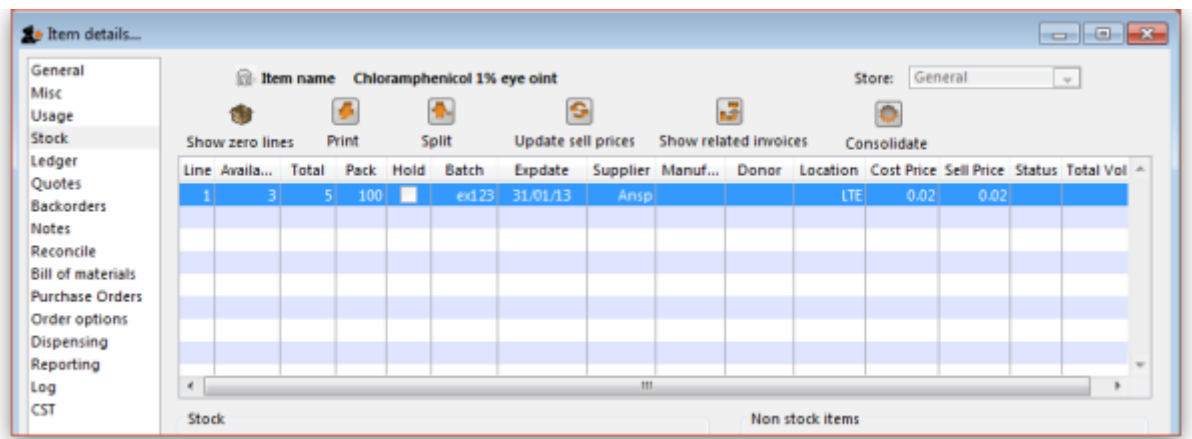 Item details...
General
Misc
Usage
Stock
Ledger
Quotes
Backorders
Notes
Reconcile
Bill of materials
Purchase Orders
Order options
Dispensing
Reporting
Log
CST
Item name Chloramphenicol 1% eye oint Store: General
Show zero lines Print Split Update sell prices Show related invoices Consolidate
Line Availa... Total Pack Hold Batch Expdate Supplier Manuf... Donor Location Cost Price Sell Price Status Total Vol
1 3 5 100 ex123 31/01/13 Ansp LTE 0.02 0.02
Stock Non stock items